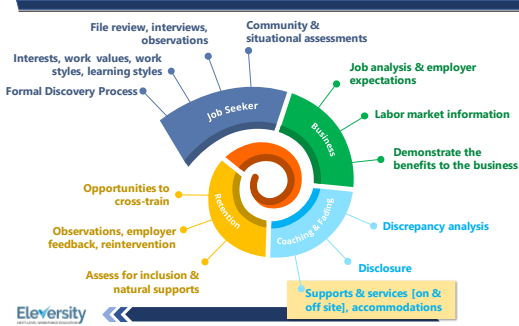 File review, interviews,
observations
Community &
situational assessments
Interests, work values, work
styles, learning styles
Formal Discovery Process
Job Seeker
Job analysis & employer
expectations
Business
Labor market information
Demonstrate the
benefits to the business
Opportunities to
cross-train
Retention
Observations, employer
feedback, reintervention
Assess for inclusion &
natural supports
Coaching & Fading
Discrepancy analysis
Disclosure
Supports & services [on &
off site], accommodations
Eleversity